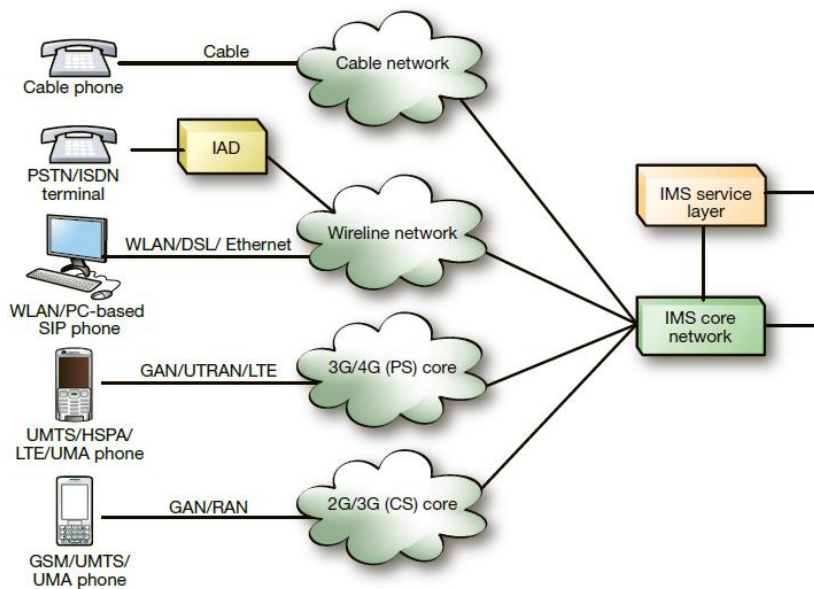 Cable
Cable network
Cable phone
IAD
PSTN/ISDN
terminal
IMS service
layer
WLAN/DSL/ Ethernet
Wireline network
WLAN/PC-based
SIP phone
IMS core
network
GAN/UTRAN/LTE
3G/4G (PS) core
UMTS/HSPA/
LTE/UMA phone
GAN/RAN
2G/3G (CS) core
GSM/UMTS/
UMA phone